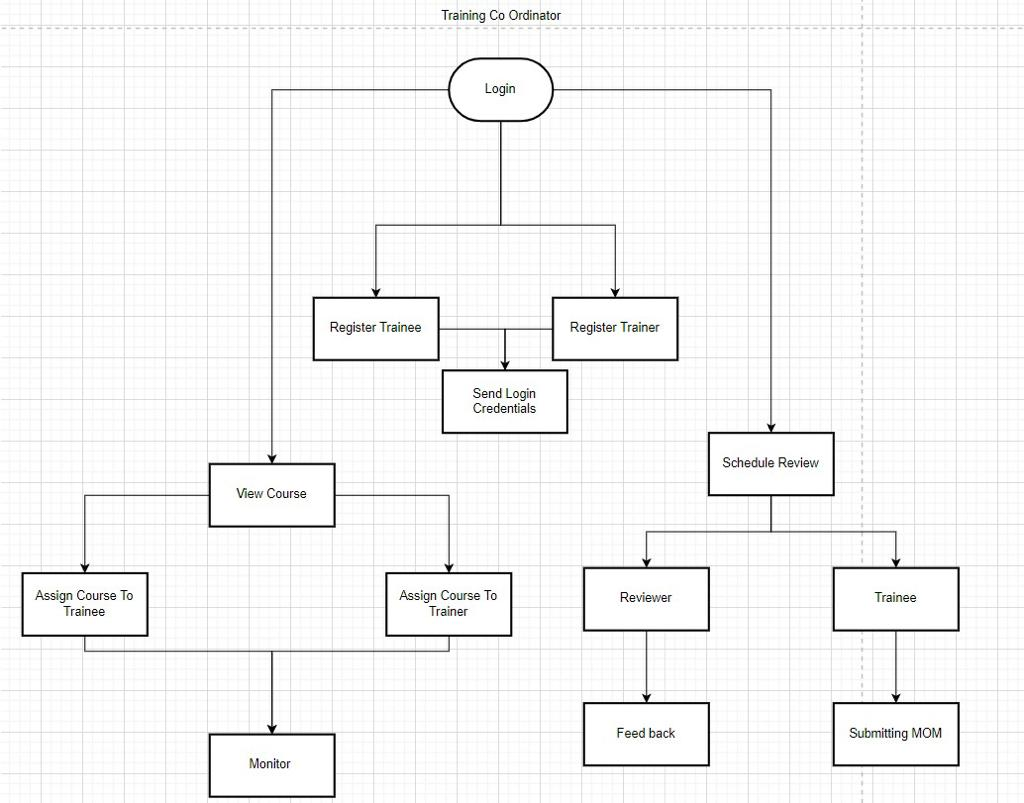 Training Co Ordinator
Login
Register Trainee
Register Trainer
Send Login
Credentials
Schedule Review
View Course
Assign Course To
Trainee
Assign Course To
Trainer
Reviewer
Trainee
Feed back
Submitting MOM
Monitor